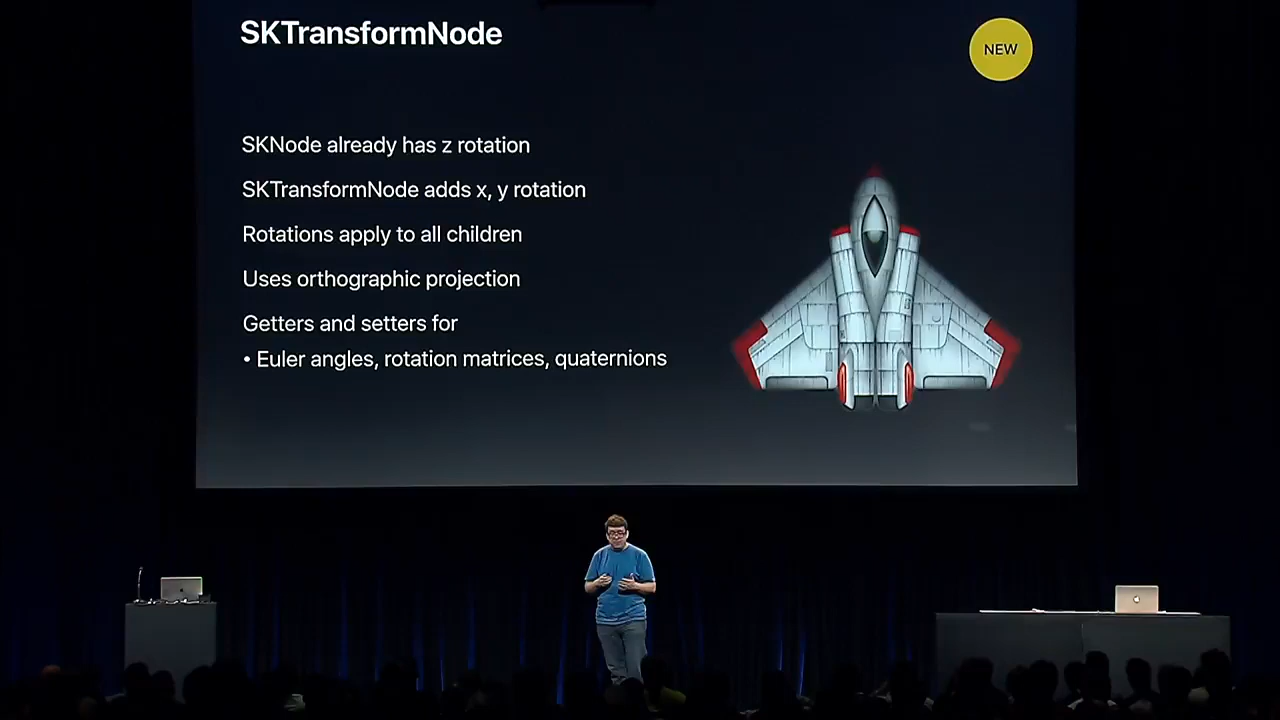 SKTransformNode
NEW
SKNode already has z rotation
SKTransformNode adds x, y rotation
Rotations apply to all children
Uses orthographic projection
Getters and setters for
• Euler angles, rotation matrices, quaternions